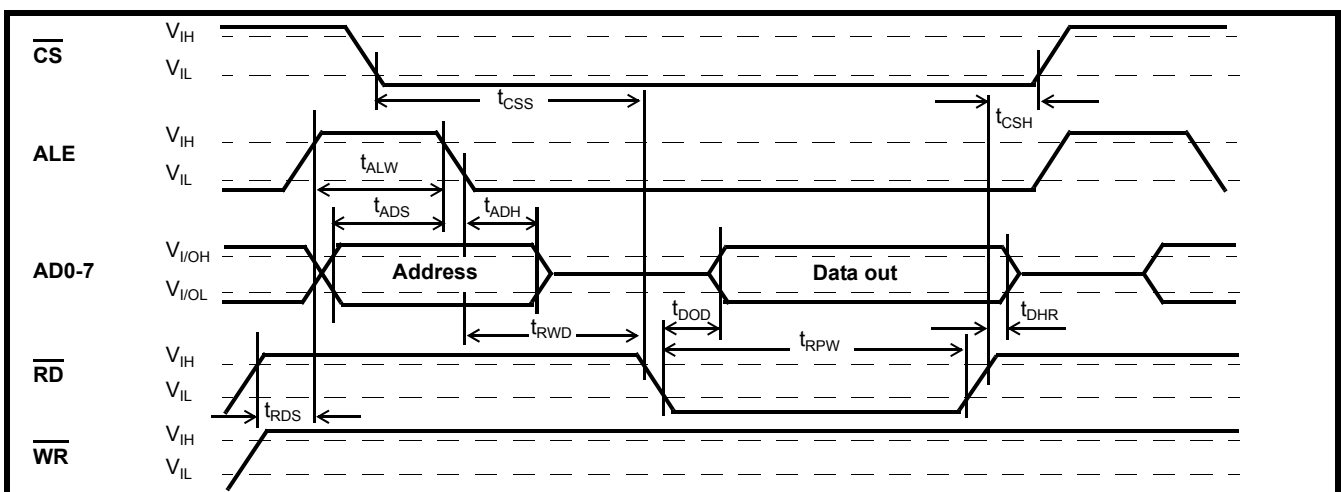 CS
V_IH
V_IL
t_CSS
t_CSH
ALE
V_IH
V_IL
t_ALW
t_ADS
t_ADH
AD0-7
V_I/OH
V_I/OL
Address
Data out
t_RWD
t_DOD
t_RPW
t_DHR
RD
V_IH
V_IL
t_RDS
WR
V_IH
V_IL